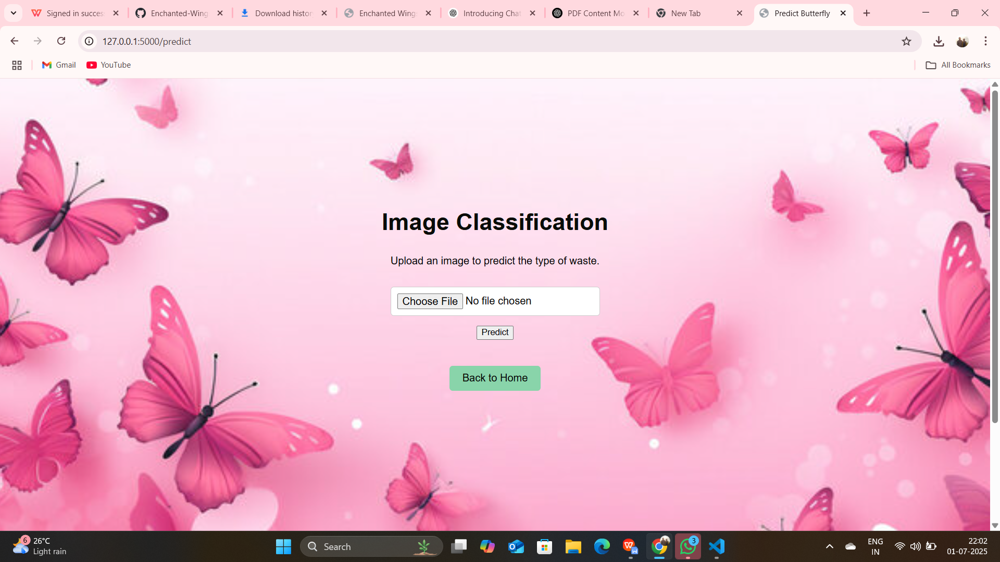 Signed in succes
Enchanted-Wing
Download histor
Enchanted Wing
Introducing Chat
PDF Content Mo
New Tab
Predict Butterfly
127.0.0.1:5000/predict
Gmail
YouTube
All Bookmarks
Image Classification
Upload an image to predict the type of waste.
Choose File No file chosen
Predict
Back to Home
6
26°C
Light rain
Search
3
ENG
IN
22:02
01-07-2025